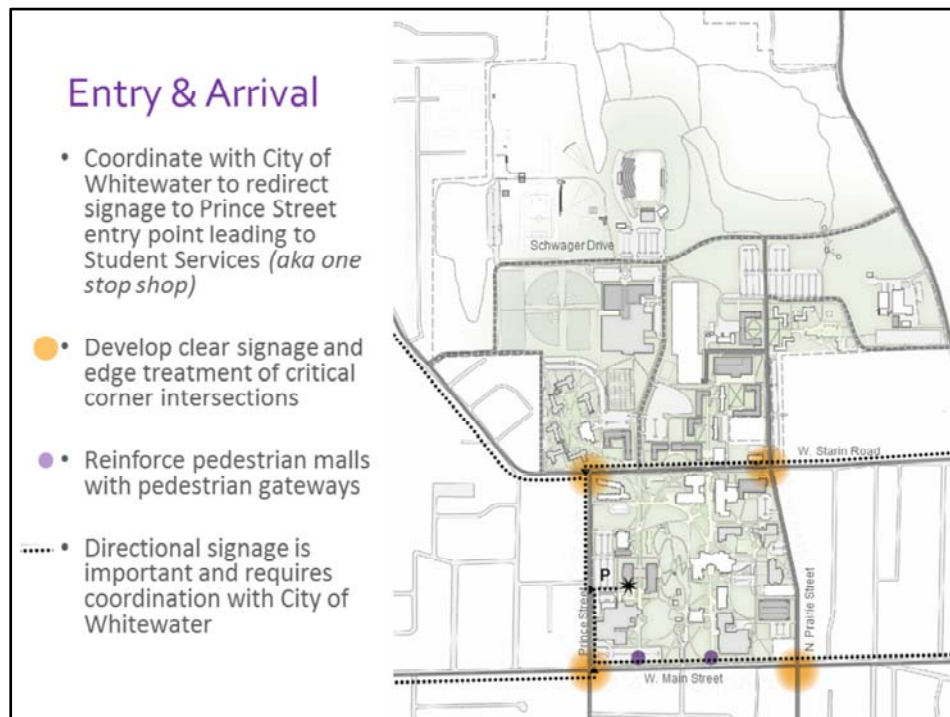 Entry & Arrival
• Coordinate with City of
Whitewater to redirect
signage to Prince Street
entry point leading to
Student Services (aka one
stop shop)
• Develop clear signage and
edge treatment of critical
corner intersections
• Reinforce pedestrian malls
with pedestrian gateways
• Directional signage is
important and requires
coordination with City of
Whitewater
Schwager Drive
W. Starin Road
P
Prince Street
N. Prairie Street
W. Main Street